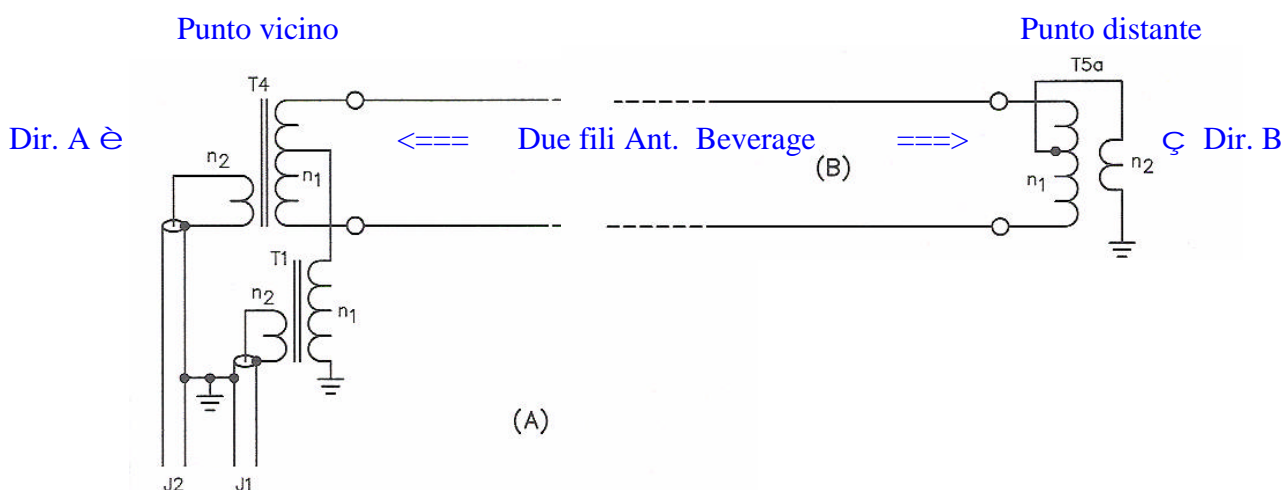 Punto vicino
Punto distante
T4
T5a
Dir. A è
<=== Due fili Ant. Beverage ===>
Ç Dir. B
n2
n1
(B)
n1
n2
T1
n2
n1
(A)
J2
J1